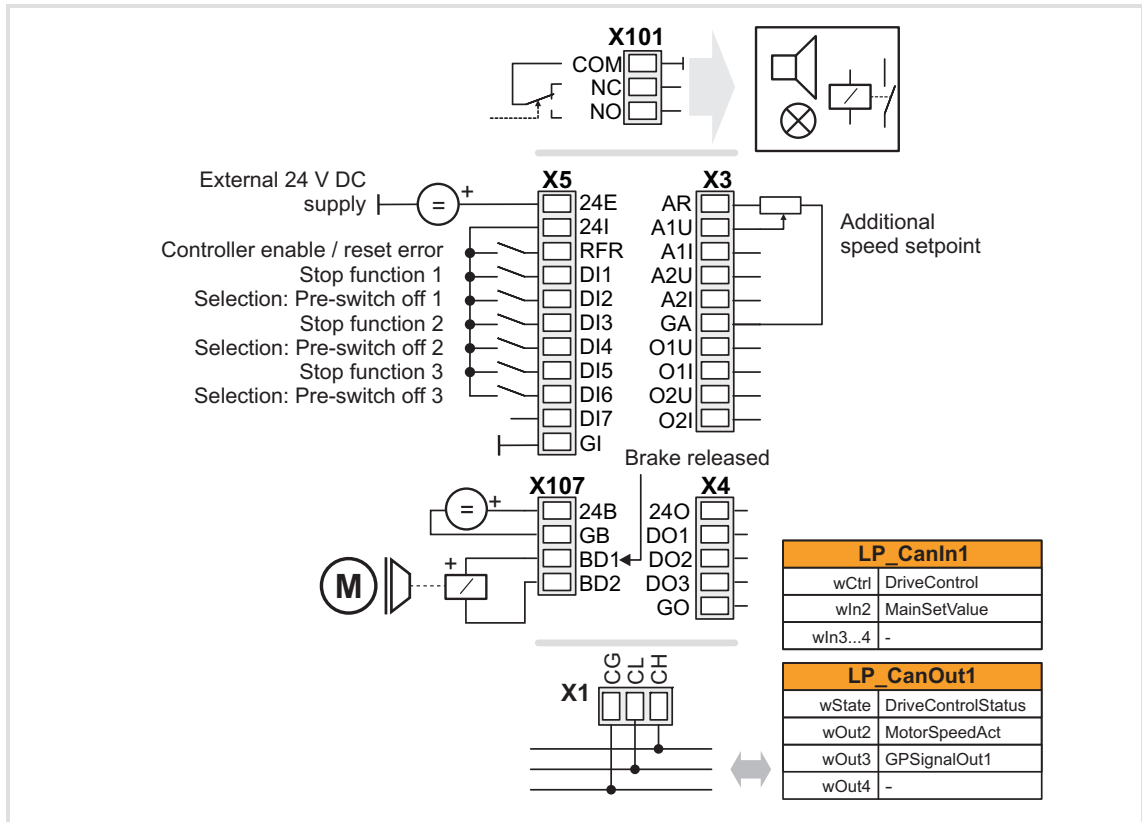 X101
COM
NC
NO
External 24 V DC
supply
=
+
X5
24E
24I
RFR
DI1
DI2
DI3
DI4
DI5
DI6
DI7
GI
Controller enable / reset error
Stop function 1
Selection: Pre-switch off 1
Stop function 2
Selection: Pre-switch off 2
Stop function 3
Selection: Pre-switch off 3
X3
AR
A1U
A1I
A2U
A2I
GA
O1U
O1I
O2U
O2I
Additional
speed setpoint
Brake released
X107
24B
GB
BD1
BD2
=
+
+
M
X4
24O
DO1
DO2
DO3
GO
X1
CG
CL
CH
LP_CanIn1
wCtrl DriveControl
wIn2 MainSetValue
wIn3...4 -
LP_CanOut1
wState DriveControlStatus
wOut2 MotorSpeedAct
wOut3 GPSignalOut1
wOut4 -